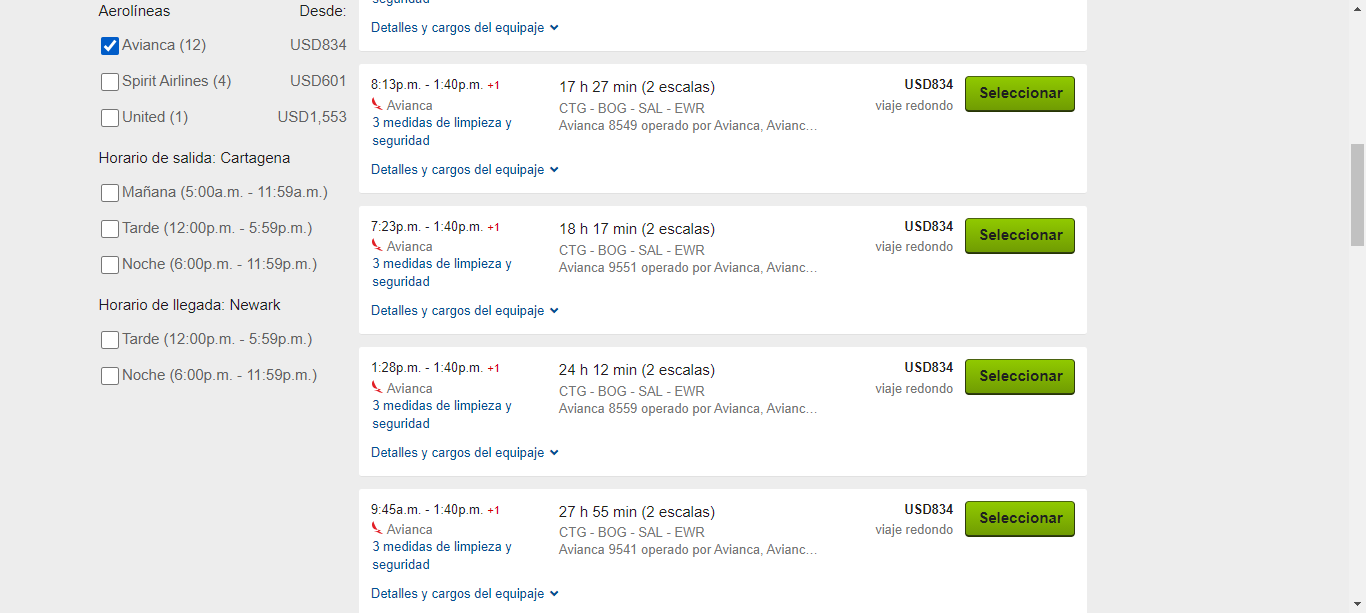 Aerolíneas Desde:
Avianca (12) USD834
Spirit Airlines (4) USD601
United (1) USD1,553
Horario de salida: Cartagena
Mañana (5:00a.m. - 11:59a.m.)
Tarde (12:00p.m. - 5:59p.m.)
Noche (6:00p.m. - 11:59p.m.)
Horario de llegada: Newark
Tarde (12:00p.m. - 5:59p.m.)
Noche (6:00p.m. - 11:59p.m.)
seguridad
Detalles y cargos del equipaje
8:13p.m. - 1:40p.m. +1
Avianca
3 medidas de limpieza y
seguridad
17 h 27 min (2 escalas)
CTG - BOG - SAL - EWR
Avianca 8549 operado por Avianca, Avianc...
USD834
viaje redondo
Seleccionar
Detalles y cargos del equipaje
7:23p.m. - 1:40p.m. +1
Avianca
3 medidas de limpieza y
seguridad
18 h 17 min (2 escalas)
CTG - BOG - SAL - EWR
Avianca 9551 operado por Avianca, Avianc...
USD834
viaje redondo
Seleccionar
Detalles y cargos del equipaje
1:28p.m. - 1:40p.m. +1
Avianca
3 medidas de limpieza y
seguridad
24 h 12 min (2 escalas)
CTG - BOG - SAL - EWR
Avianca 8559 operado por Avianca, Avianc...
USD834
viaje redondo
Seleccionar
Detalles y cargos del equipaje
9:45a.m. - 1:40p.m. +1
Avianca
3 medidas de limpieza y
seguridad
27 h 55 min (2 escalas)
CTG - BOG - SAL - EWR
Avianca 9541 operado por Avianca, Avianc...
USD834
viaje redondo
Seleccionar
Detalles y cargos del equipaje